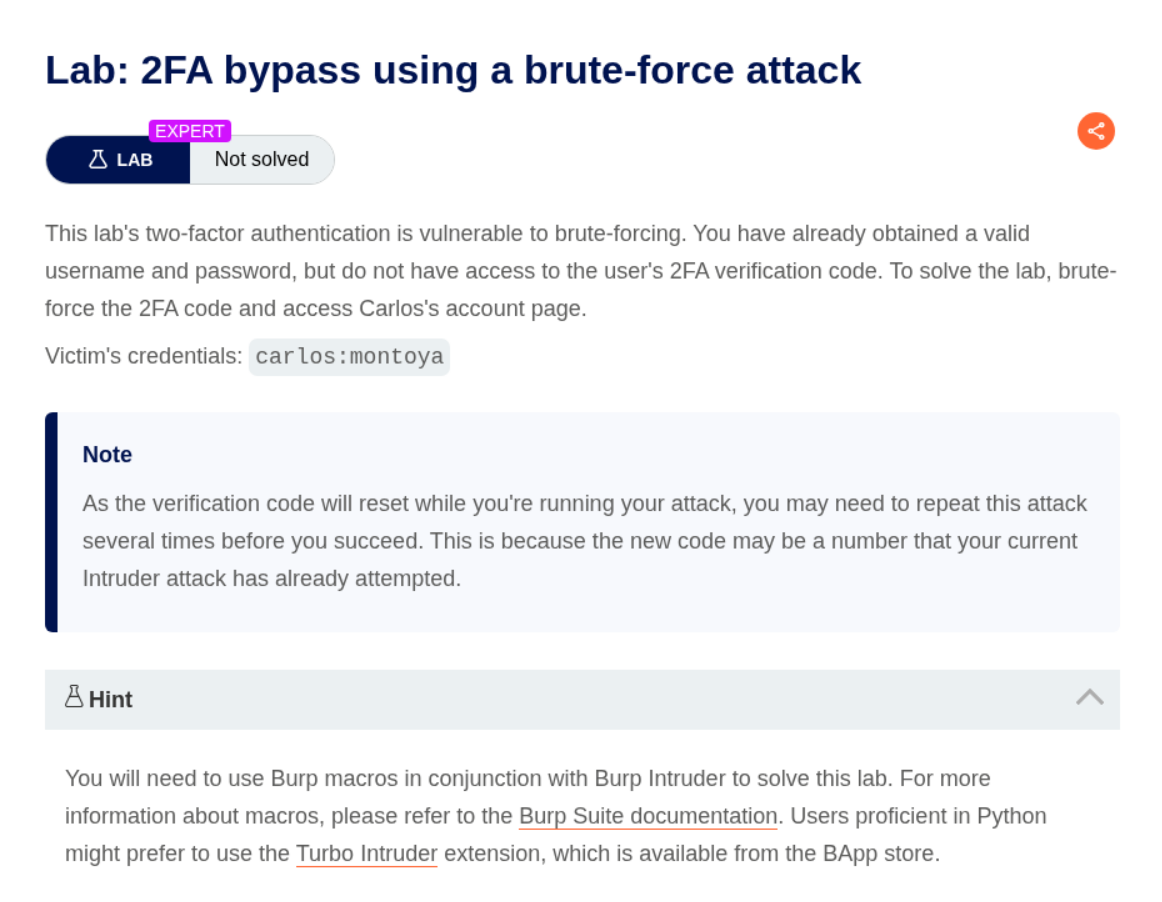 Lab: 2FA bypass using a brute-force attack
EXPERT
LAB
Not solved
This lab's two-factor authentication is vulnerable to brute-forcing. You have already obtained a valid
username and password, but do not have access to the user's 2FA verification code. To solve the lab, brute-
force the 2FA code and access Carlos's account page.
Victim's credentials: carlos:montoya
Note
As the verification code will reset while you're running your attack, you may need to repeat this attack
several times before you succeed. This is because the new code may be a number that your current
Intruder attack has already attempted.
Hint
You will need to use Burp macros in conjunction with Burp Intruder to solve this lab. For more
information about macros, please refer to the Burp Suite documentation. Users proficient in Python
might prefer to use the Turbo Intruder extension, which is available from the BApp store.